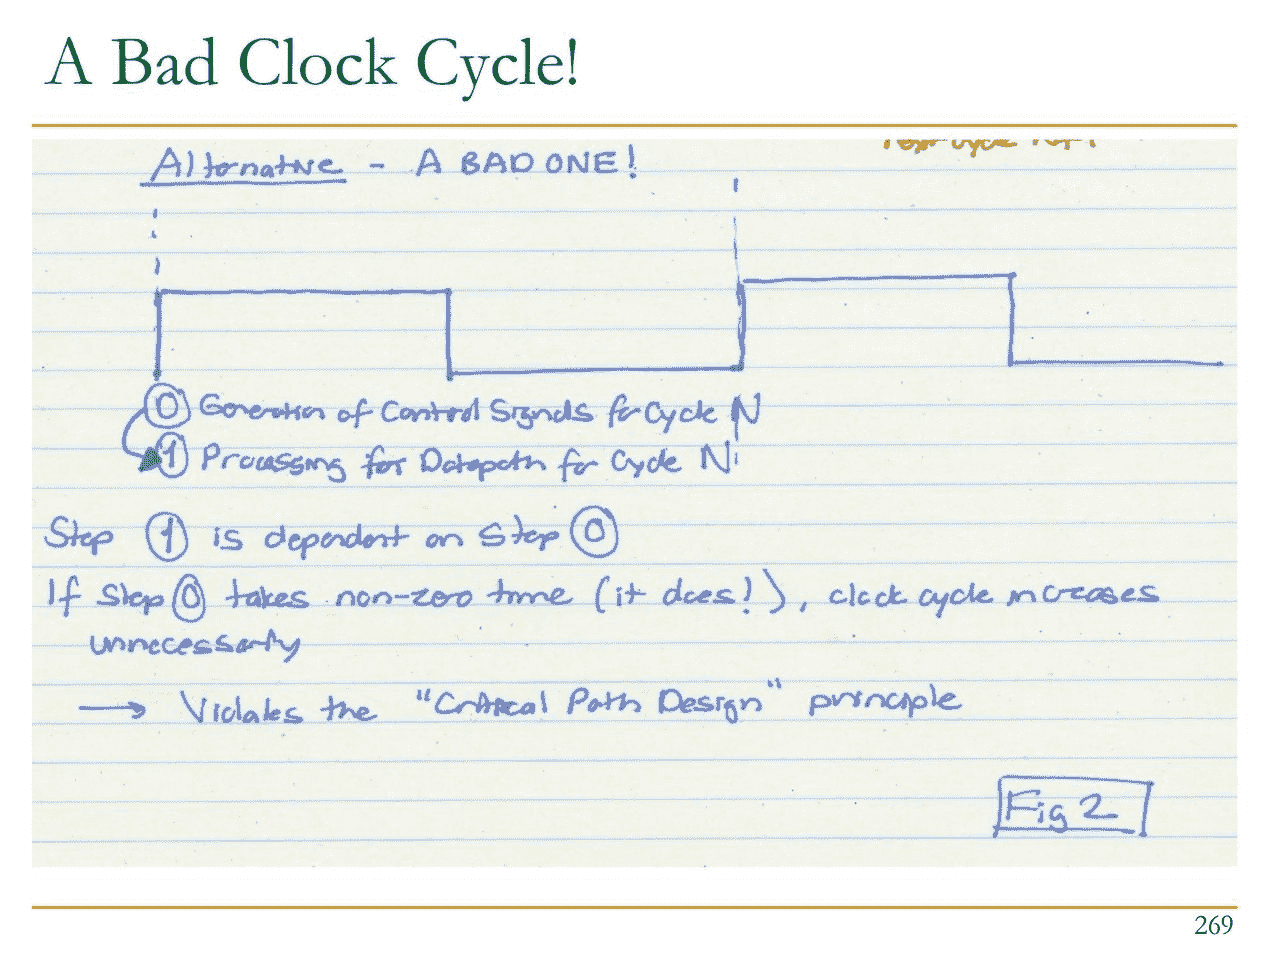 A Bad Clock Cycle!
Alternative - A BAD ONE!
0 Generation of Control Signals for Cycle N
1 Processing for Datapath for Cycle N
Step 1 is dependent on Step 0
If Step 0 takes non-zero time (it does!), clock cycle increases
unnecessarily
→ Violates the "Critical Path Design" principle
Fig 2
269